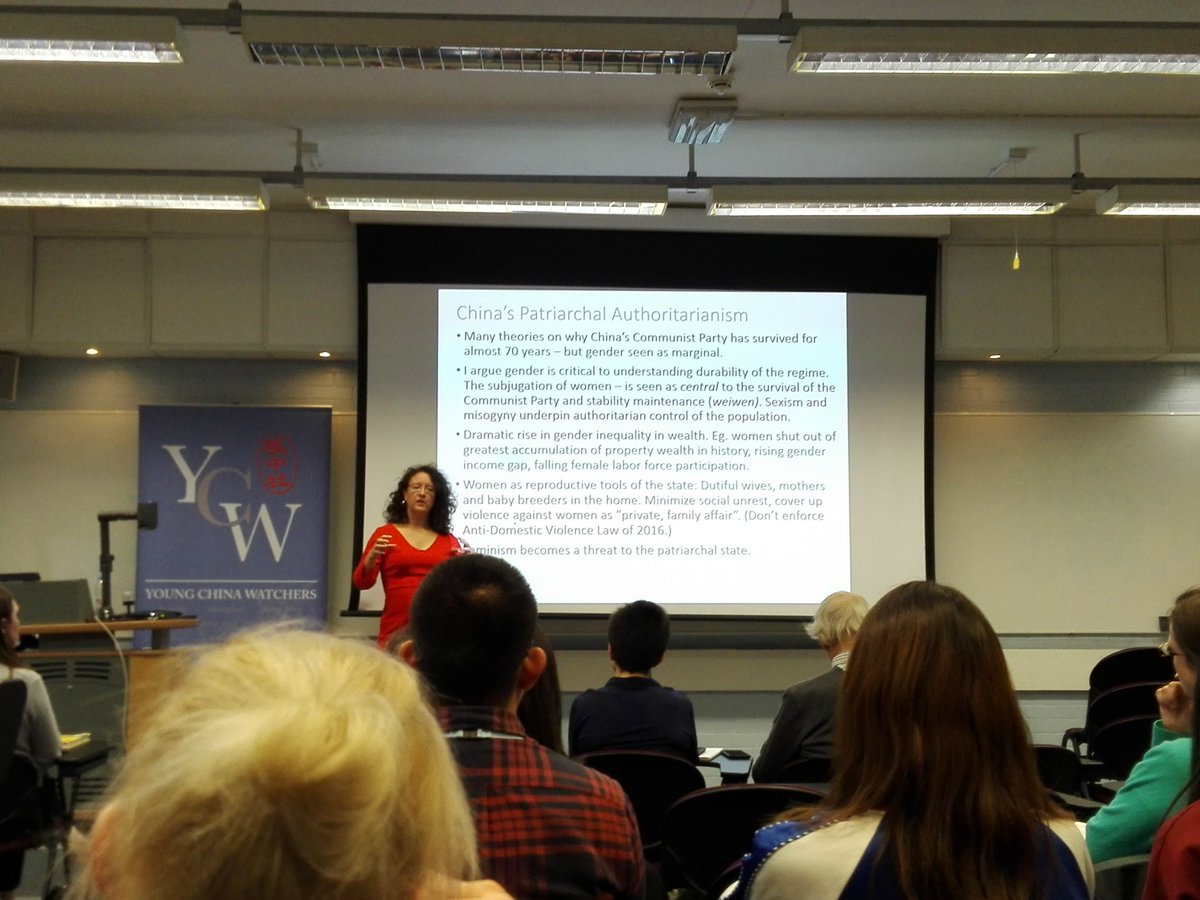 China's Patriarchal Authoritarianism
• Many theories on why China's Communist Party has survived for
almost 70 years – but gender seen as marginal.
• I argue gender is critical to understanding durability of the regime.
The subjugation of women – is seen as central to the survival of the
Communist Party and stability maintenance (weiwen). Sexism and
misogyny underpin authoritarian control of the population.
• Dramatic rise in gender inequality in wealth. Eg. women shut out of
greatest accumulation of property wealth in history, rising gender
income gap, falling female labor force participation.
• Women as reproductive tools of the state: Dutiful wives, mothers
and baby breeders in the home. Minimize social unrest, cover up
violence against women as "private, family affair". (Don't enforce
Anti-Domestic Violence Law of 2016.)
becomes a threat to the patriarchal state.
YCW
YOUNG CHINA WATCHERS